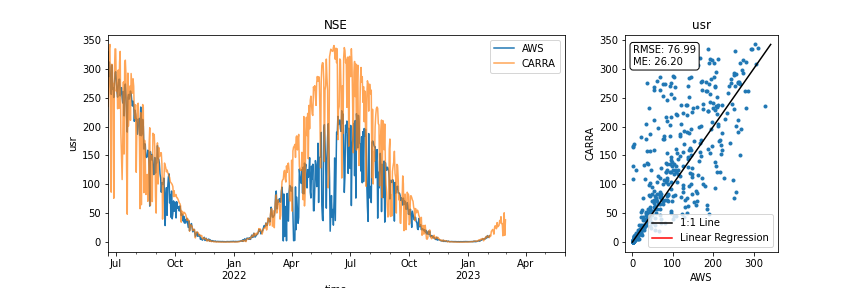 NSE
usr
350
300
250
200
150
100
50
0
AWS
CARRA
Jul
Oct
Jan
2022
Apr
Jul
Oct
Jan
2023
Apr
time
usr
CARRA
350
300
250
200
150
100
50
0
RMSE: 76.99
ME: 26.20
1:1 Line
Linear Regression
0
100
200
300
AWS